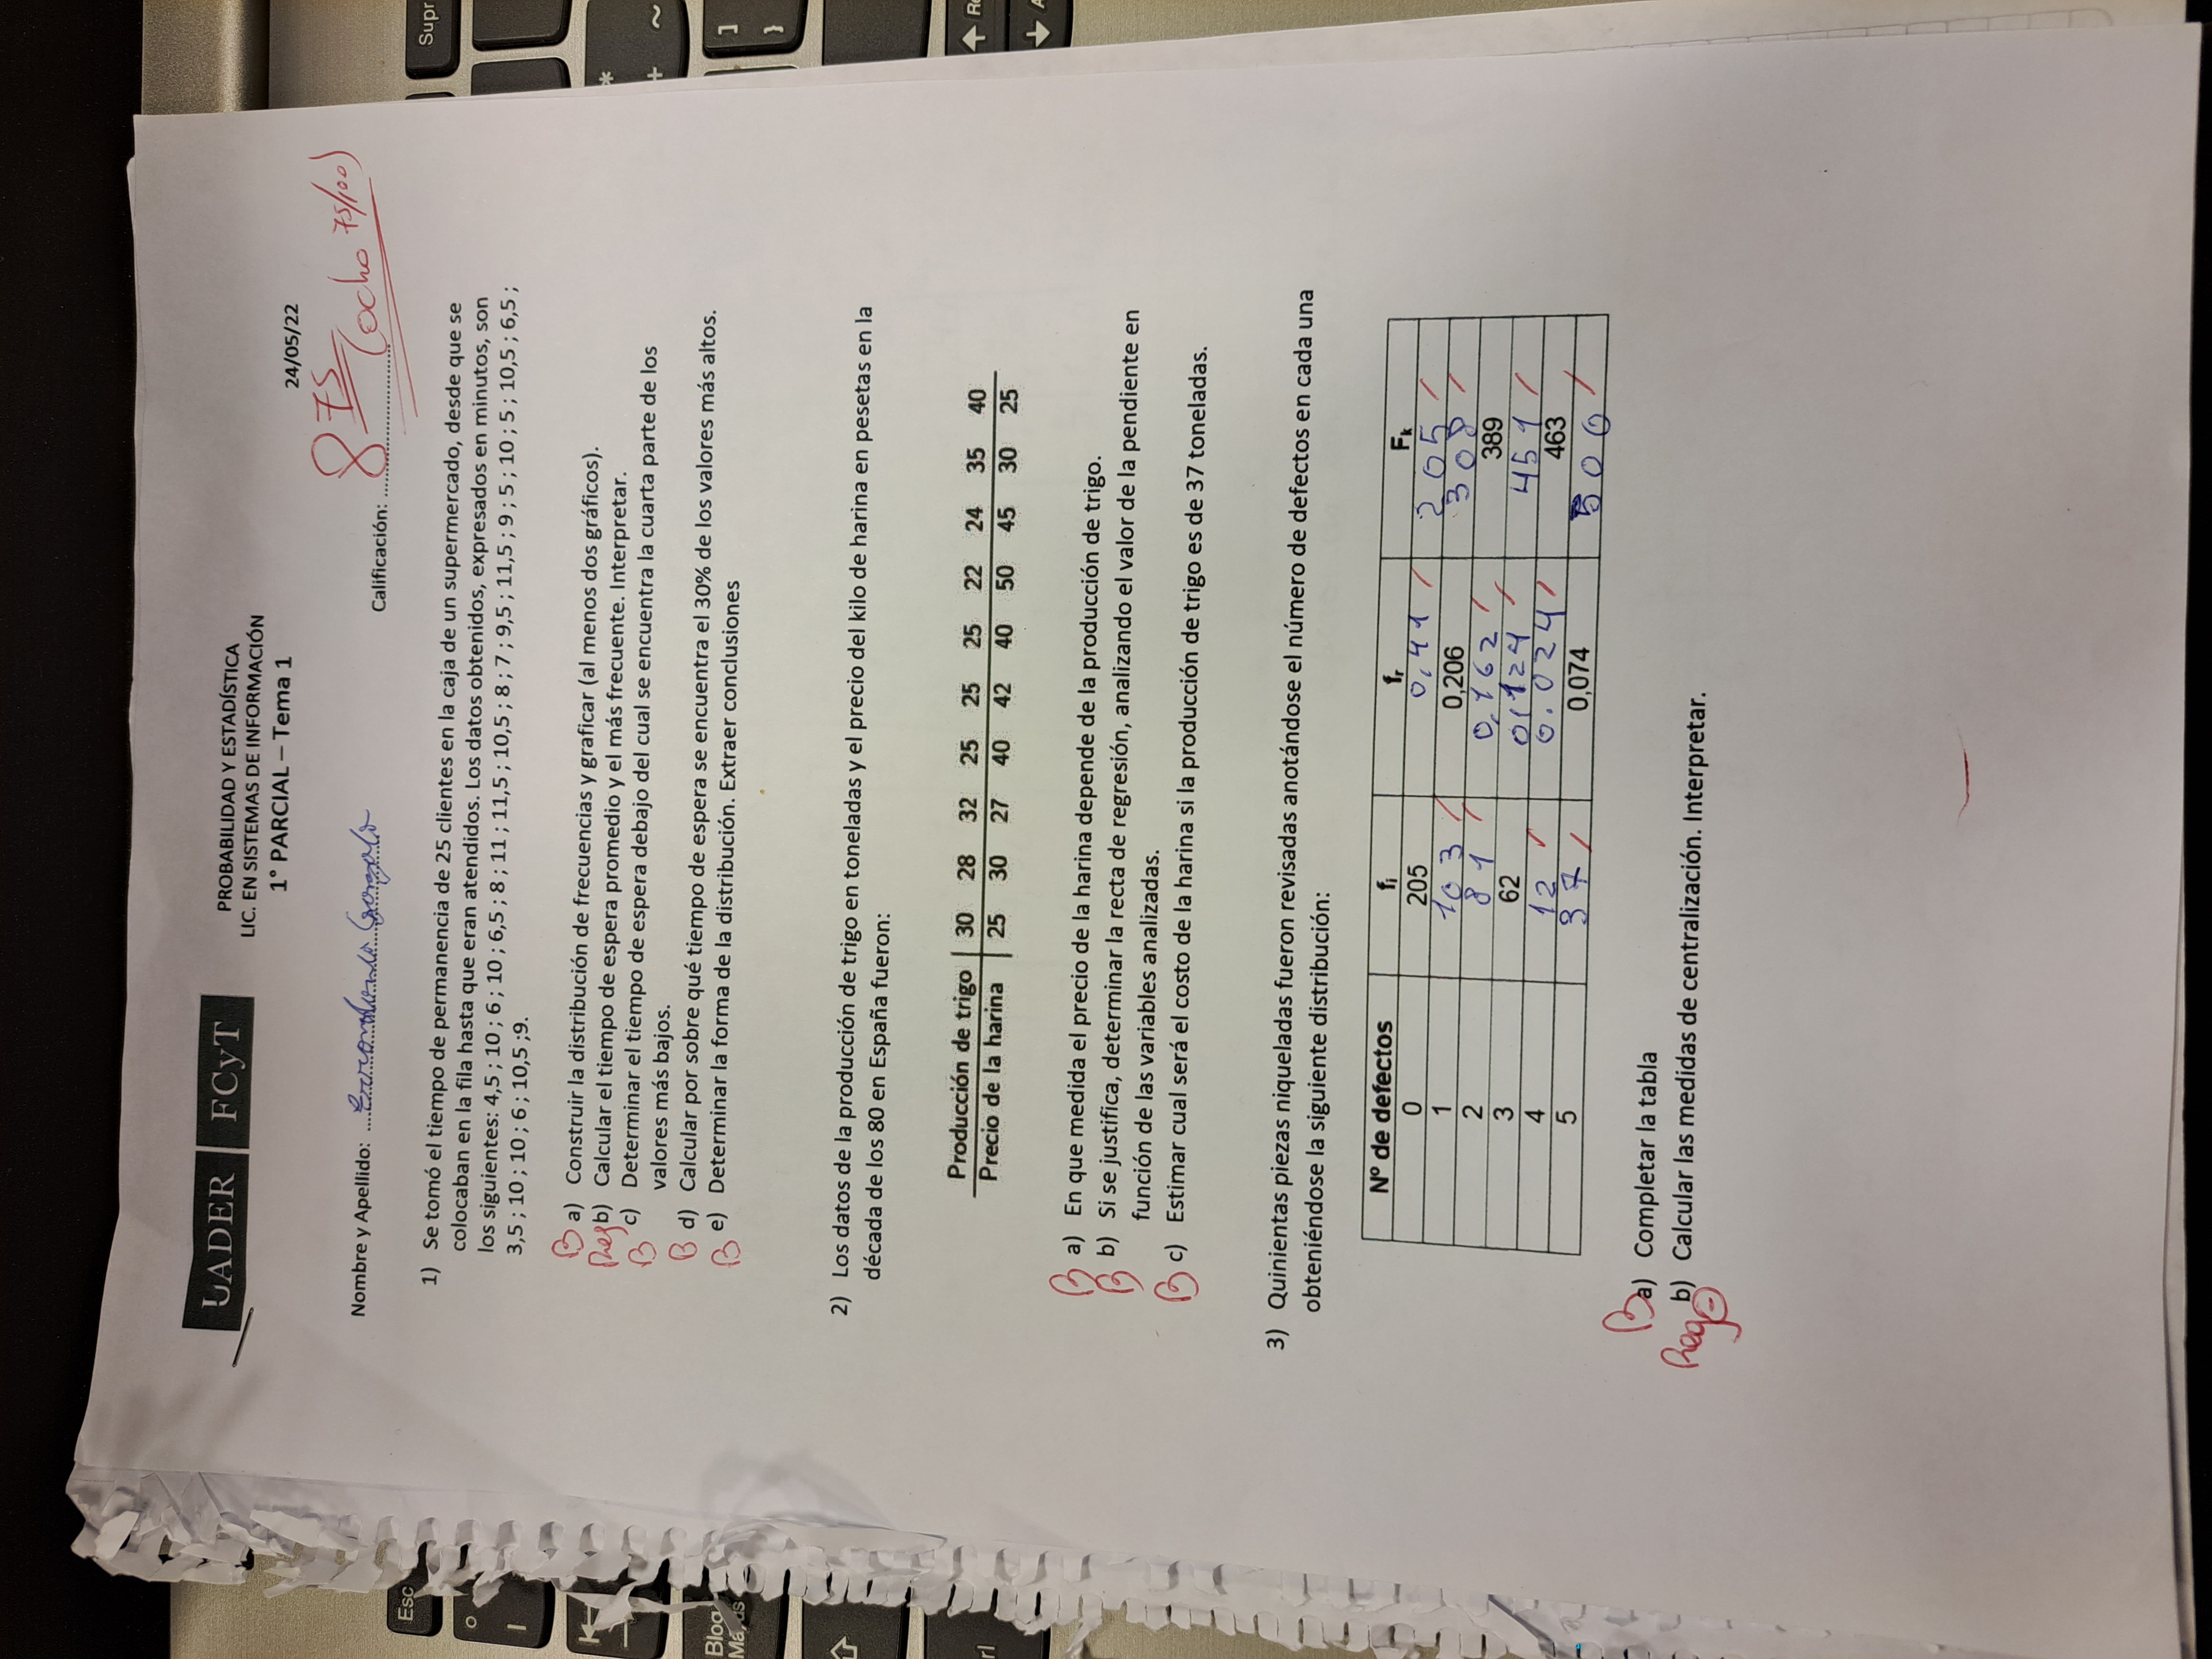 UADER FCyT
PROBABILIDAD Y ESTADÍSTICA
LIC. EN SISTEMAS DE INFORMACIÓN
1° PARCIAL – Tema 1
24/05/22
Nombre y Apellido: Gonzalo
Calificación: 8 75 (ocho 75/100)
1) Se tomó el tiempo de permanencia de 25 clientes en la caja de un supermercado, desde que se
colocaban en la fila hasta que eran atendidos. Los datos obtenidos, expresados en minutos, son
los siguientes: 4,5 ; 10 ; 6 ; 10 ; 6,5 ; 8 ; 11 ; 11,5 ; 10,5 ; 8 ; 7 ; 9,5 ; 11,5 ; 9 ; 5 ; 10 ; 5 ; 10,5 ; 6,5 ;
3,5 ; 10 ; 10 ; 6 ; 10,5 ;9.
B a) Construir la distribución de frecuencias y graficar (al menos dos gráficos).
Reg b) Calcular el tiempo de espera promedio y el más frecuente. Interpretar.
B c) Determinar el tiempo de espera debajo del cual se encuentra la cuarta parte de los
valores más bajos.
B d) Calcular por sobre qué tiempo de espera se encuentra el 30% de los valores más altos.
B e) Determinar la forma de la distribución. Extraer conclusiones
2) Los datos de la producción de trigo en toneladas y el precio del kilo de harina en pesetas en la
década de los 80 en España fueron:
Producción de trigo 30 28 32 25 25 25 22 24 35 40
Precio de la harina 25 30 27 40 42 40 50 45 30 25
B a) En que medida el precio de la harina depende de la producción de trigo.
B b) Si se justifica, determinar la recta de regresión, analizando el valor de la pendiente en
función de las variables analizadas.
B c) Estimar cual será el costo de la harina si la producción de trigo es de 37 toneladas.
3) Quinientas piezas niqueladas fueron revisadas anotándose el número de defectos en cada una
obteniéndose la siguiente distribución:
Nº de defectos fi fr Fk
0 205 0,41 205
1 103 0,206 308
2 81 0,162 389
3 62 0,124 451
4 12 0.024 463
5 37 0,074 500
B a) Completar la tabla
Reg - b) Calcular las medidas de centralización. Interpretar.
Esc
Supr
Bloq
Mayús